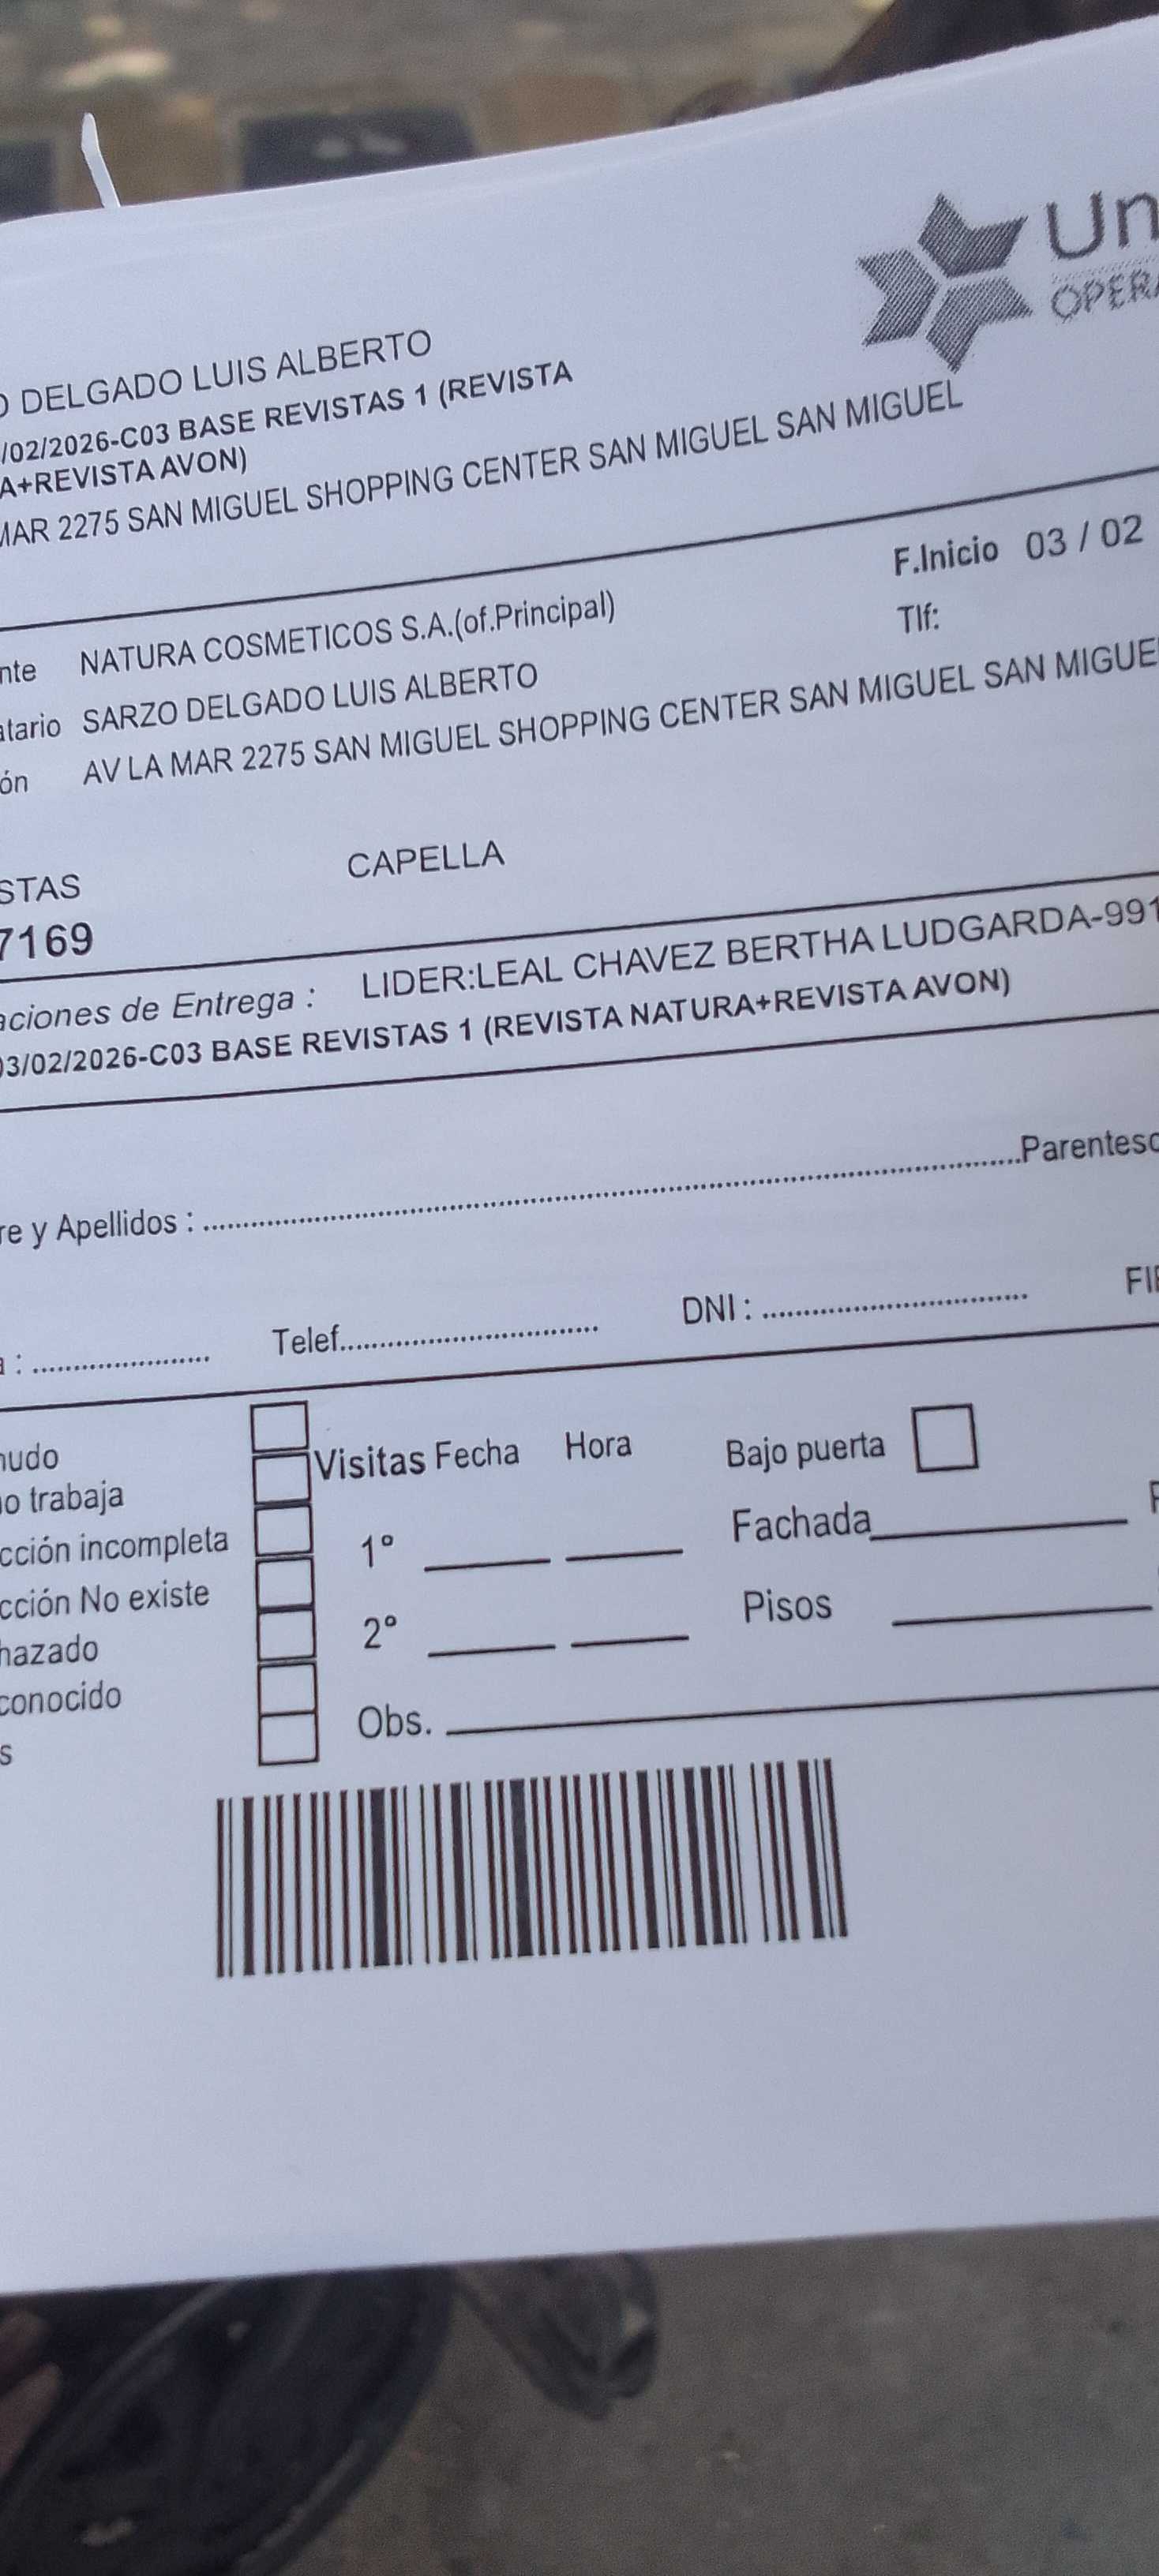 Un
OPERA
O DELGADO LUIS ALBERTO
/02/2026-C03 BASE REVISTAS 1 (REVISTA
A+REVISTA AVON)
MAR 2275 SAN MIGUEL SHOPPING CENTER SAN MIGUEL SAN MIGUEL
F.Inicio 03 / 02
nte NATURA COSMETICOS S.A.(of.Principal)
Tlf:
atario SARZO DELGADO LUIS ALBERTO
ón AV LA MAR 2275 SAN MIGUEL SHOPPING CENTER SAN MIGUEL SAN MIGUE
STAS CAPELLA
7169
aciones de Entrega : LIDER:LEAL CHAVEZ BERTHA LUDGARDA-991
03/02/2026-C03 BASE REVISTAS 1 (REVISTA NATURA+REVISTA AVON)
re y Apellidos : Parentesc
a : Telef. DNI : FI
nudo
Visitas Fecha Hora Bajo puerta
no trabaja
cción incompleta 1° Fachada
cción No existe
hazado 2° Pisos
conocido
s Obs.